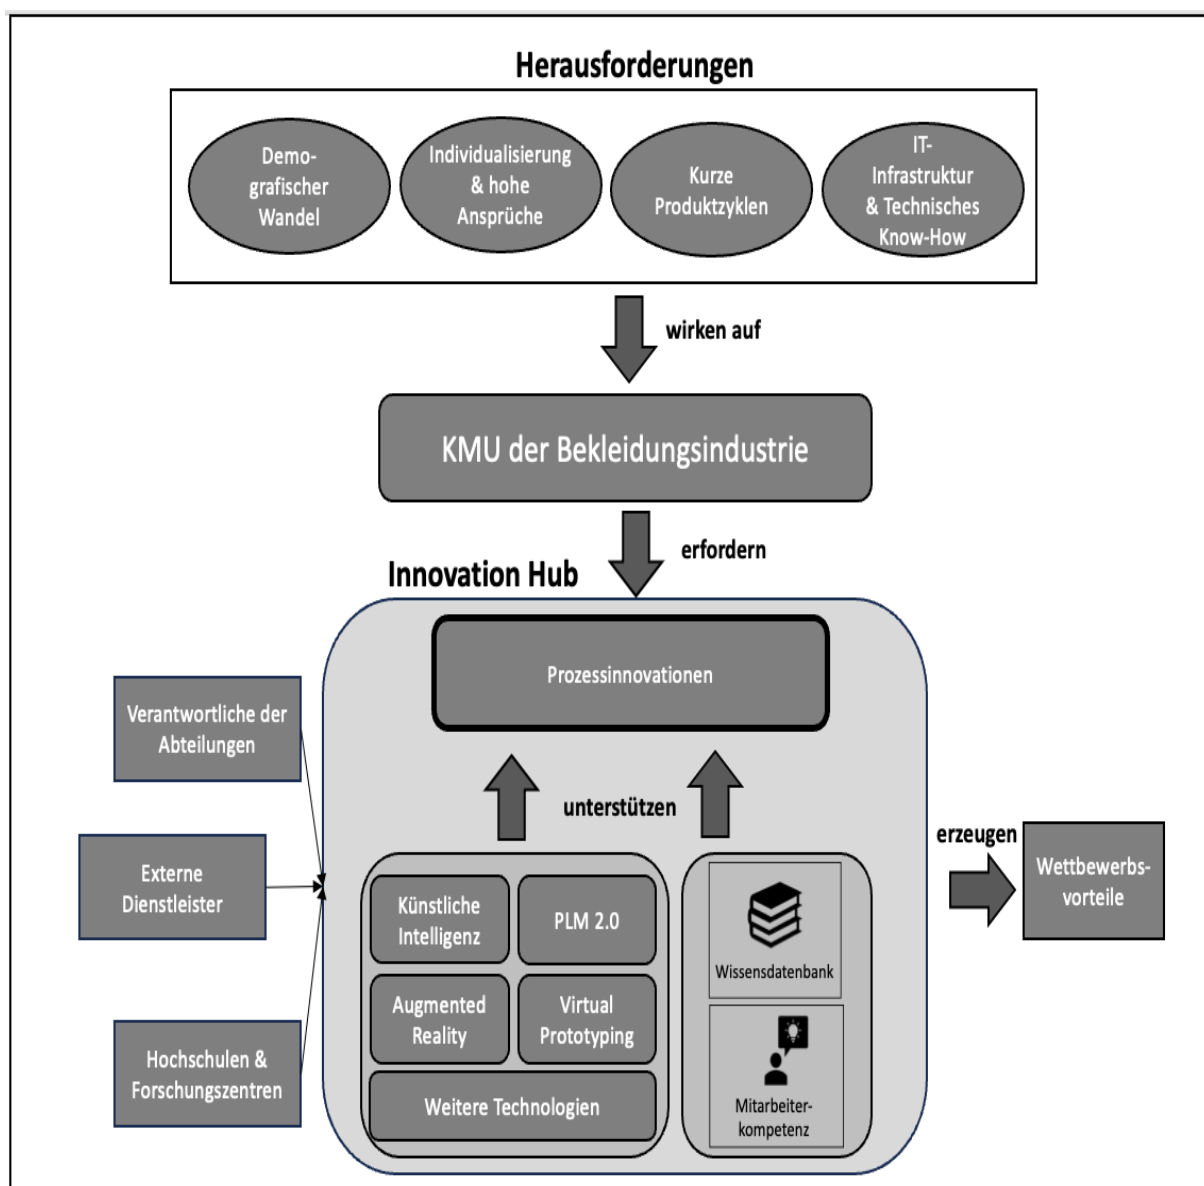 Herausforderungen
Demo-
grafischer
Wandel
Individualisierung
& hohe
Ansprüche
Kurze
Produktzyklen
IT-
Infrastruktur
& Technisches
Know-How
wirken auf
KMU der Bekleidungsindustrie
erfordern
Innovation Hub
Prozessinnovationen
Verantwortliche der
Abteilungen
Externe
Dienstleister
Hochschulen &
Forschungszentren
unterstützen
Künstliche
Intelligenz
PLM 2.0
Augmented
Reality
Virtual
Prototyping
Weitere Technologien
Wissensdatenbank
Mitarbeiter-
kompetenz
erzeugen
Wettbewerbs-
vorteile